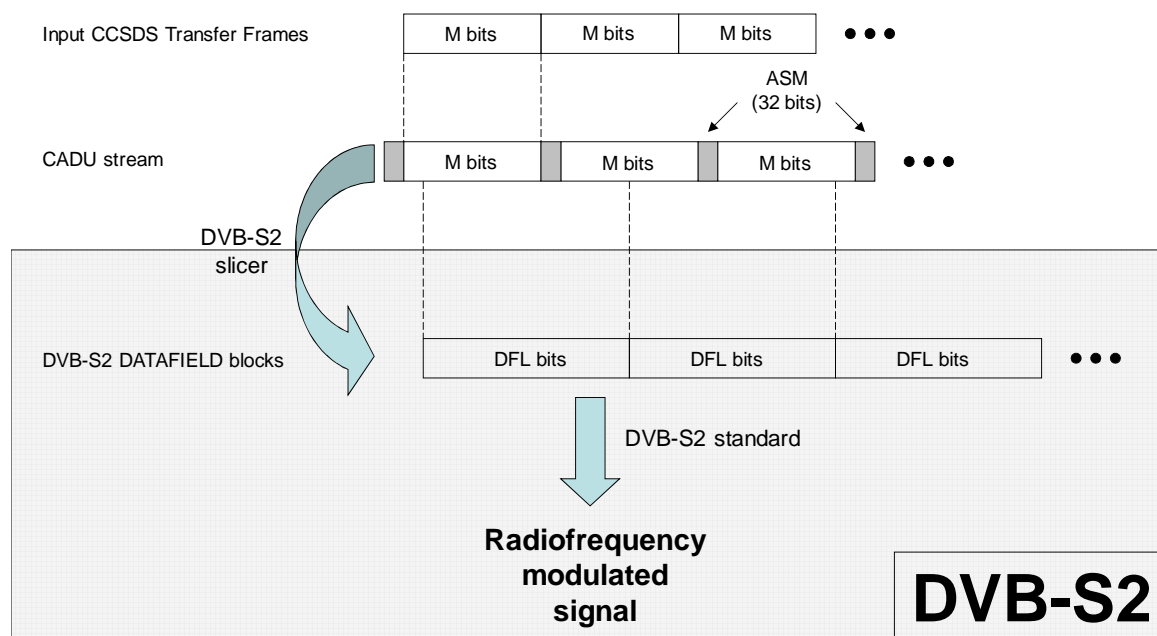 Input CCSDS Transfer Frames
M bits M bits M bits
ASM
(32 bits)
CADU stream
M bits M bits M bits
DVB-S2
slicer
DVB-S2 DATAFIELD blocks
DFL bits DFL bits DFL bits
DVB-S2 standard
Radiofrequency
modulated
signal
DVB-S2